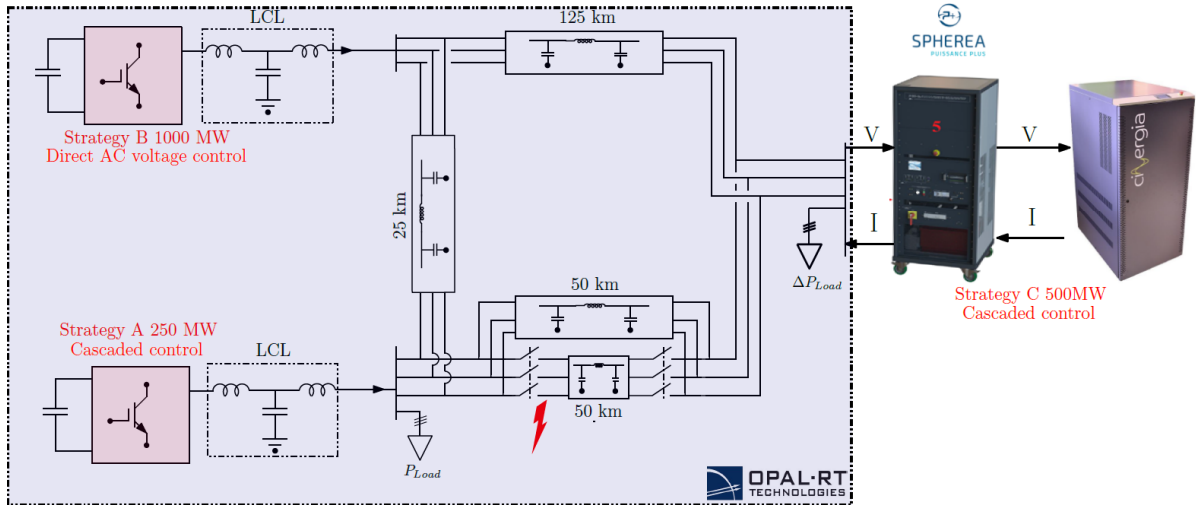 LCL
125 km
SPHEREA
PUISSANCE PLUS
Strategy B 1000 MW
Direct AC voltage control
5
V
V
cinergia
25 km
I
I
ΔP_Load
50 km
Strategy C 500MW
Cascaded control
Strategy A 250 MW
Cascaded control
LCL
50 km
P_Load
OPAL-RT
TECHNOLOGIES